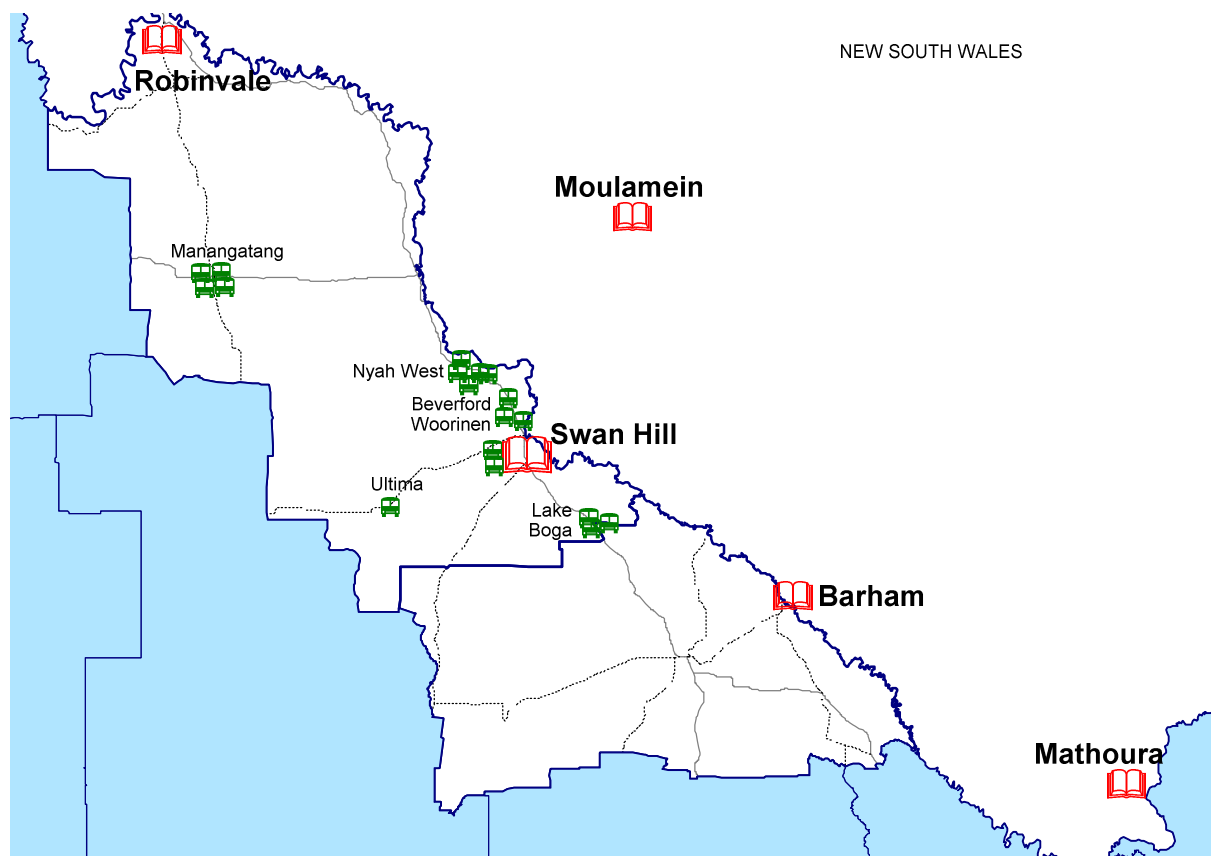 NEW SOUTH WALES
Robinvale
Moulamein
Manangatang
Nyah West
Beverford
Woorinen
Swan Hill
Ultima
Lake
Boga
Barham
Mathoura